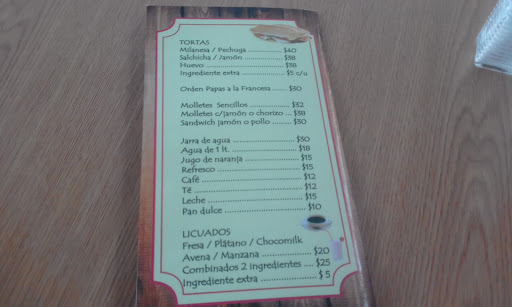 TORTAS
Milanesa / Pechuga ................ $40
Salchicha / Jamón ................ $38
Huevo ................................ $38
Ingrediente extra .................. $5 c/u
Orden Papas a la Francesa ...... $30
Molletes Sencillos ................. $32
Molletes c/jamón o chorizo ... $38
Sandwich jamón o pollo ......... $30
Jarra de agua ........................ $30
Agua de 1 lt. ......................... $18
Jugo de naranja ..................... $15
Refresco ............................... $15
Café .................................... $12
Té ....................................... $12
Leche ................................... $15
Pan dulce ............................. $10
LICUADOS
Fresa / Plátano / Chocomilk
Avena / Manzana .................. $20
Combinados 2 ingredientes .... $25
Ingrediente extra .................. $ 5